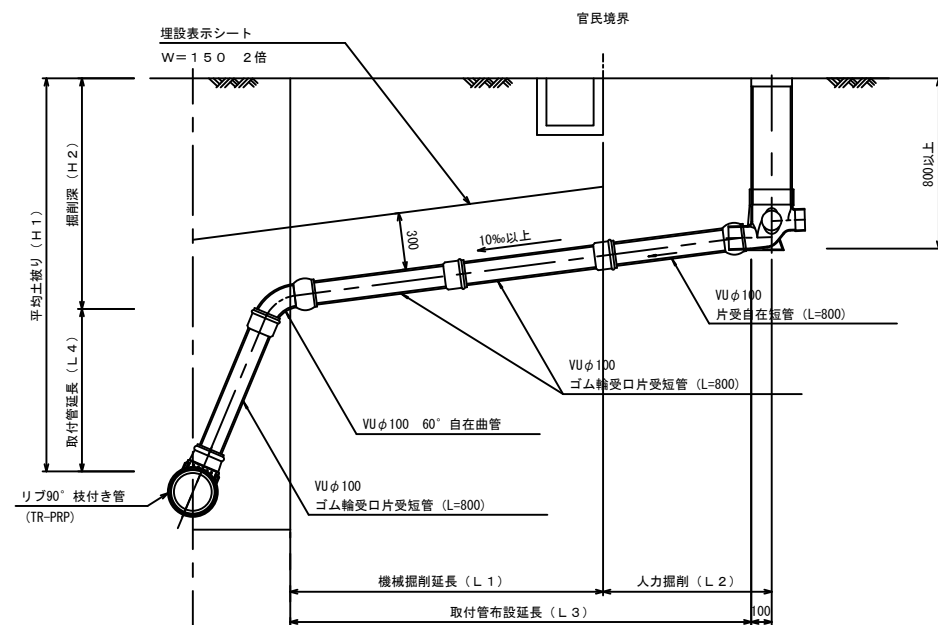 官民境界
埋設表示シート
W=150 2倍
平均土被り(H1)
掘削深(H2)
取付管延長(L4)
800以上
300
10‰以上
VUφ100
片受自在短管(L=800)
VUφ100
ゴム輪受口片受短管(L=800)
VUφ100 60°自在曲管
VUφ100
ゴム輪受口片受短管(L=800)
リブ90°枝付き管
(TR-PRP)
機械掘削延長(L1)
人力掘削(L2)
取付管布設延長(L3)
100